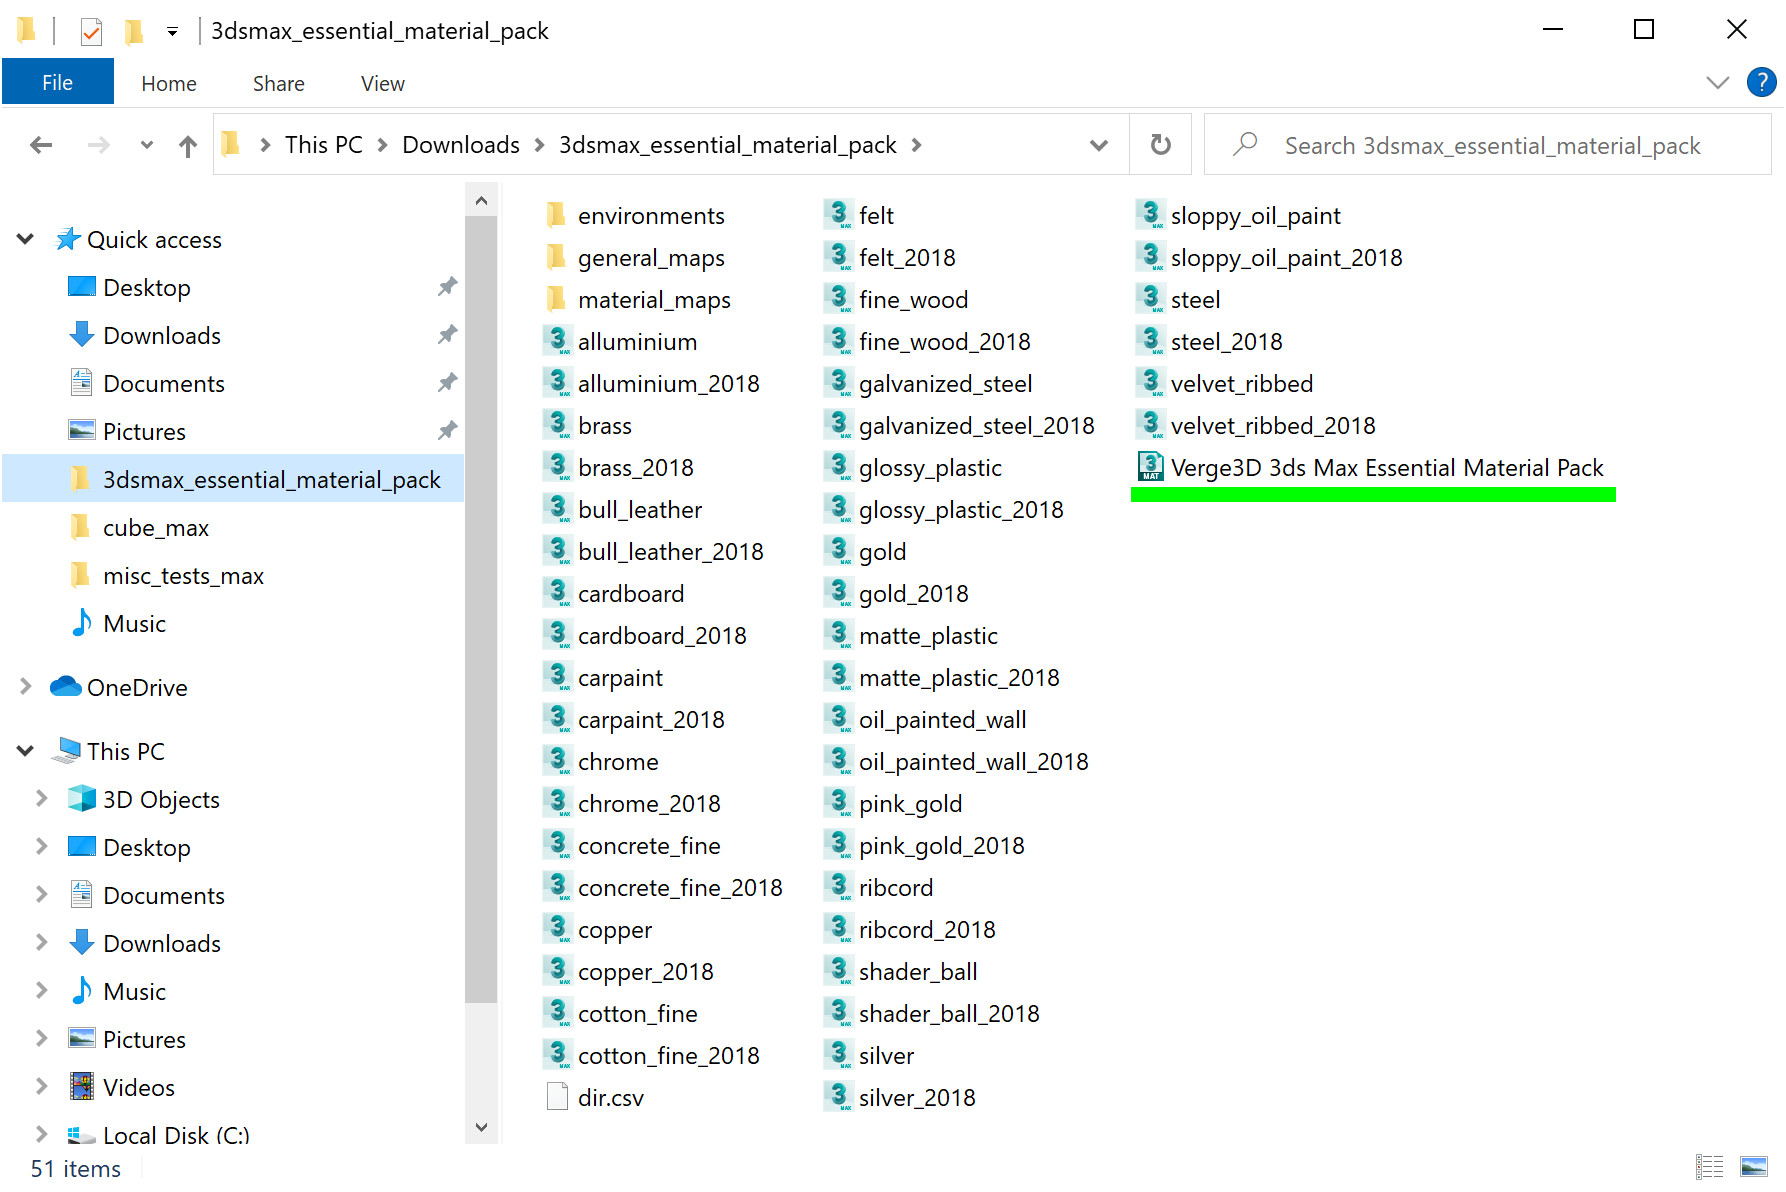 3dsmax_essential_material_pack
File Home Share View
This PC Downloads 3dsmax_essential_material_pack
Search 3dsmax_essential_material_pack
Quick access
Desktop
Downloads
Documents
Pictures
3dsmax_essential_material_pack
cube_max
misc_tests_max
Music
OneDrive
This PC
3D Objects
Desktop
Documents
Downloads
Music
Pictures
Videos
Local Disk (C:)
environments
general_maps
material_maps
alluminium
alluminium_2018
brass
brass_2018
bull_leather
bull_leather_2018
cardboard
cardboard_2018
carpaint
carpaint_2018
chrome
chrome_2018
concrete_fine
concrete_fine_2018
copper
copper_2018
cotton_fine
cotton_fine_2018
dir.csv
felt
felt_2018
fine_wood
fine_wood_2018
galvanized_steel
galvanized_steel_2018
glossy_plastic
glossy_plastic_2018
gold
gold_2018
matte_plastic
matte_plastic_2018
oil_painted_wall
oil_painted_wall_2018
pink_gold
pink_gold_2018
ribcord
ribcord_2018
shader_ball
shader_ball_2018
silver
silver_2018
sloppy_oil_paint
sloppy_oil_paint_2018
steel
steel_2018
velvet_ribbed
velvet_ribbed_2018
Verge3D 3ds Max Essential Material Pack
51 items